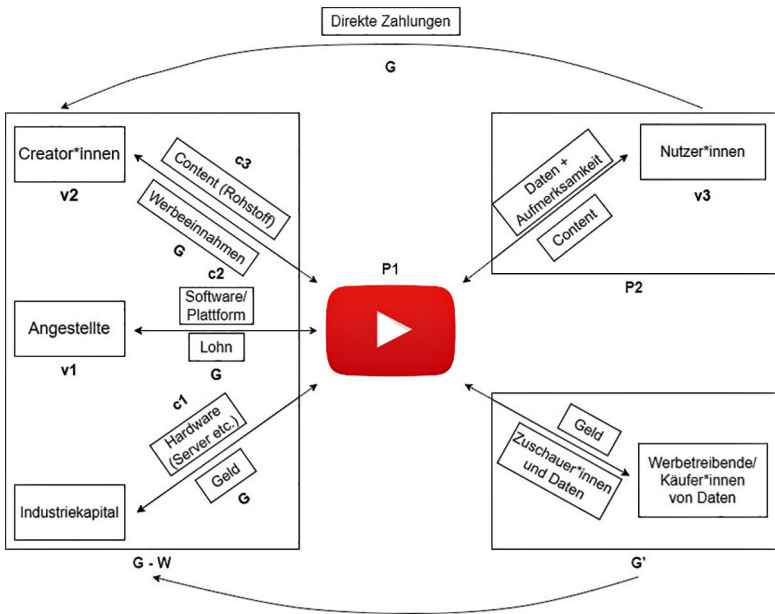 Direkte Zahlungen
G
Creator*innen
v2
c3
Content (Rohstoff)
Werbeeinnahmen
G
Daten +
Aufmerksamkeit
Content
Nutzer*innen
v3
P2
P1
c2
Software/
Plattform
Lohn
G
Angestellte
v1
c1
Hardware
(Server etc.)
Geld
G
Industriekapital
G - W
Geld
Zuschauer*innen
und Daten
Werbetreibende/
Käufer*innen
von Daten
G'